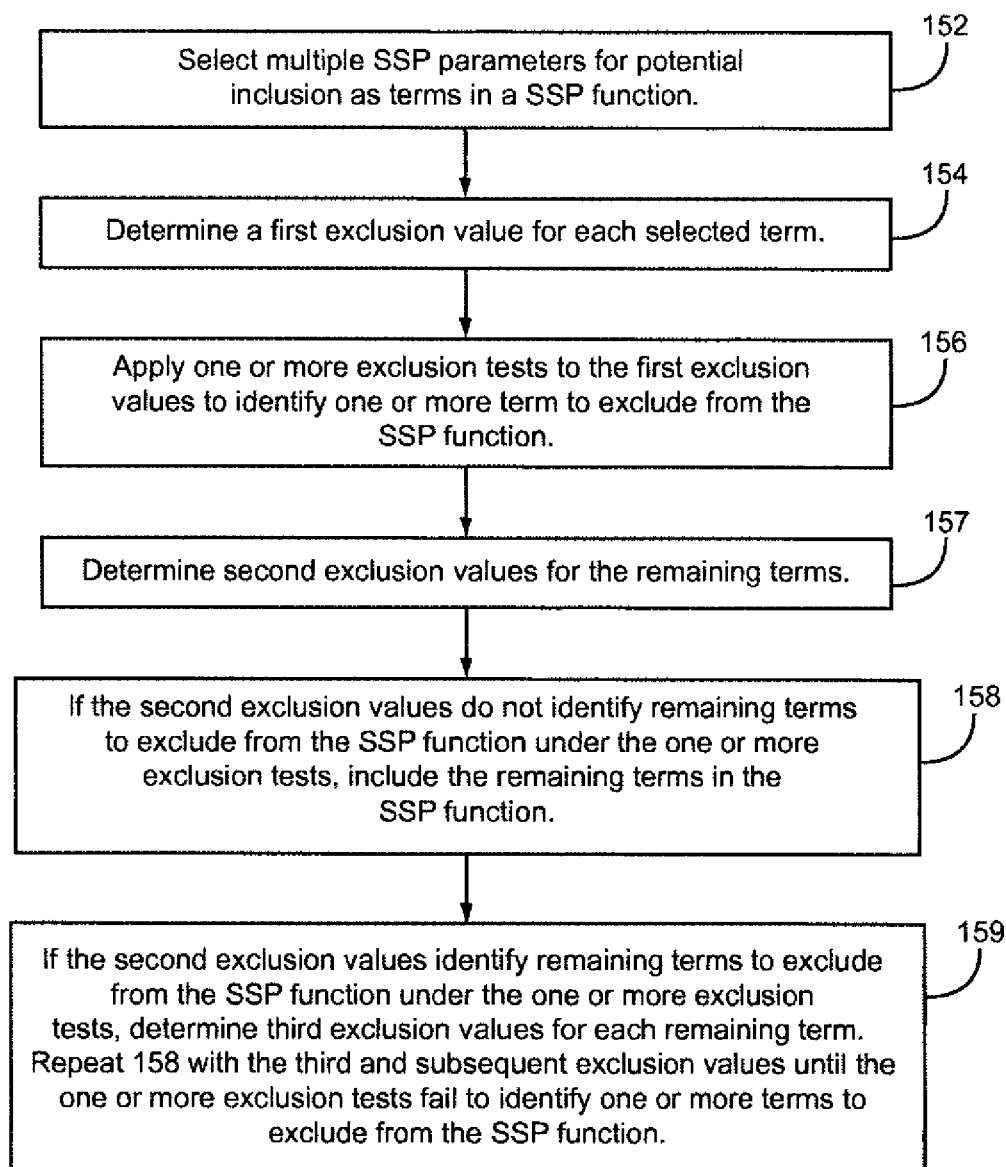 152
Select multiple SSP parameters for potential
inclusion as terms in a SSP function.
154
Determine a first exclusion value for each selected term.
156
Apply one or more exclusion tests to the first exclusion
values to identify one or more term to exclude from the
SSP function.
157
Determine second exclusion values for the remaining terms.
158
If the second exclusion values do not identify remaining terms
to exclude from the SSP function under the one or more
exclusion tests, include the remaining terms in the
SSP function.
159
If the second exclusion values identify remaining terms to exclude
from the SSP function under the one or more exclusion
tests, determine third exclusion values for each remaining term.
Repeat 158 with the third and subsequent exclusion values until the
one or more exclusion tests fail to identify one or more terms to
exclude from the SSP function.